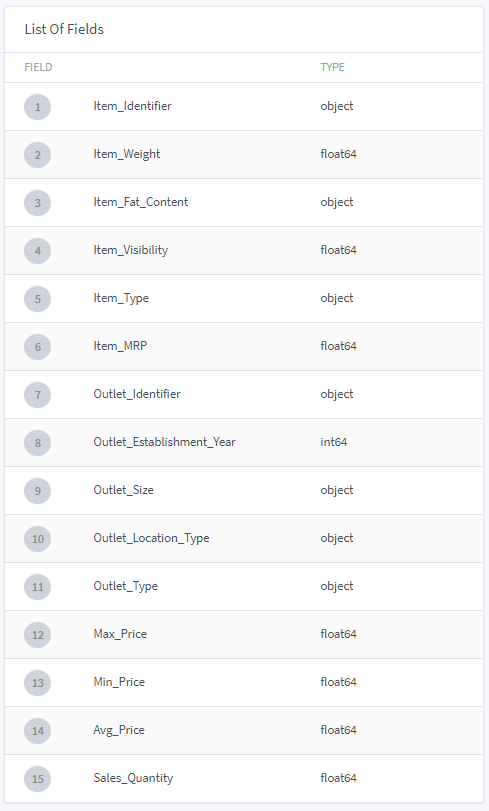 List Of Fields
FIELD TYPE
1 Item_Identifier object
2 Item_Weight float64
3 Item_Fat_Content object
4 Item_Visibility float64
5 Item_Type object
6 Item_MRP float64
7 Outlet_Identifier object
8 Outlet_Establishment_Year int64
9 Outlet_Size object
10 Outlet_Location_Type object
11 Outlet_Type object
12 Max_Price float64
13 Min_Price float64
14 Avg_Price float64
15 Sales_Quantity float64